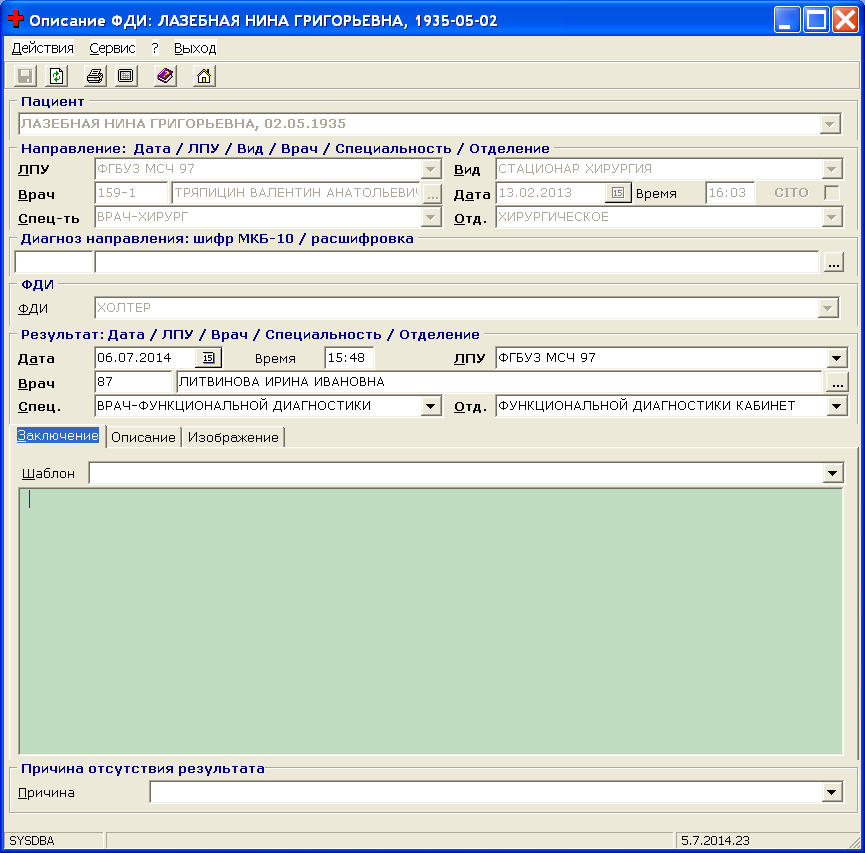 Описание ФДИ: ЛАЗЕБНАЯ НИНА ГРИГОРЬЕВНА, 1935-05-02
Действия Сервис ? Выход
Пациент
ЛАЗЕБНАЯ НИНА ГРИГОРЬЕВНА, 02.05.1935
Направление: Дата / ЛПУ / Вид / Врач / Специальность / Отделение
ЛПУ ФГБУЗ МСЧ 97 Вид СТАЦИОНАР ХИРУРГИЯ
Врач 159-1 ТРЯПИЦИН ВАЛЕНТИН АНАТОЛЬЕВИЧ ... Дата 13.02.2013 15 Время 16:03 CITO
Спец-ть ВРАЧ-ХИРУРГ Отд. ХИРУРГИЧЕСКОЕ
Диагноз направления: шифр МКБ-10 / расшифровка
...
ФДИ
ФДИ ХОЛТЕР
Результат: Дата / ЛПУ / Врач / Специальность / Отделение
Дата 06.07.2014 15 Время 15:48 ЛПУ ФГБУЗ МСЧ 97
Врач 87 ЛИТВИНОВА ИРИНА ИВАНОВНА ...
Спец. ВРАЧ-ФУНКЦИОНАЛЬНОЙ ДИАГНОСТИКИ Отд. ФУНКЦИОНАЛЬНОЙ ДИАГНОСТИКИ КАБИНЕТ
Заключение Описание Изображение
Шаблон
Причина отсутствия результата
Причина
SYSDBA 5.7.2014.23